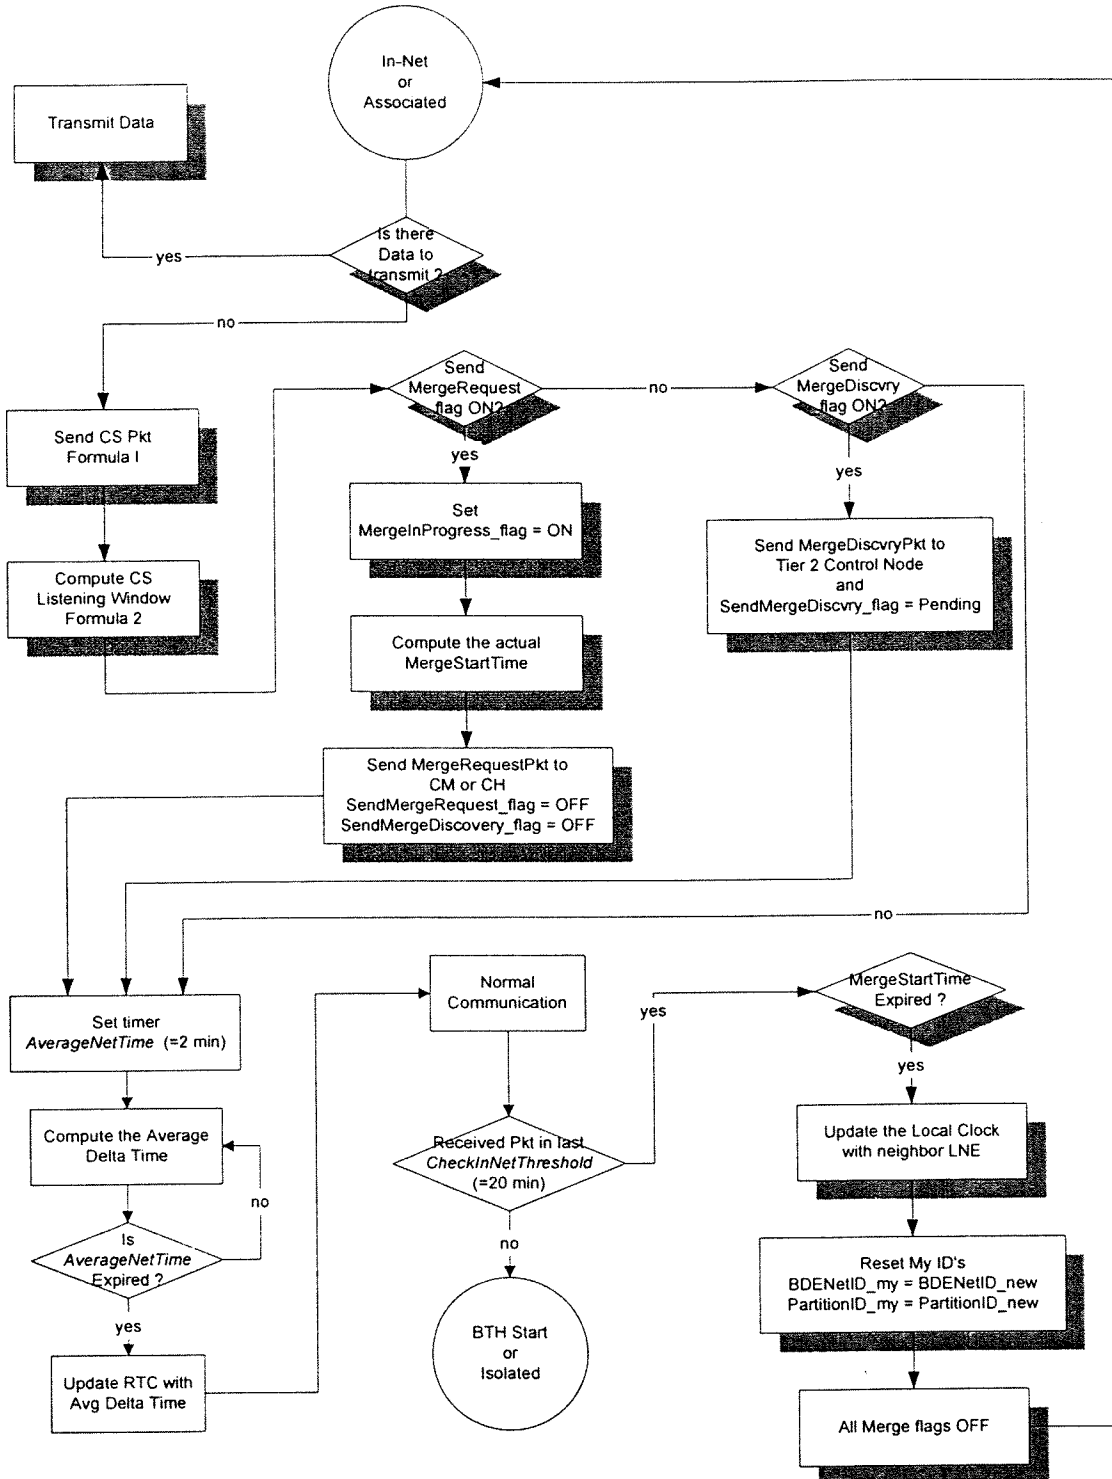 In-Net
or
Associated
Transmit Data
Is there
Data to
transmit ?
yes
no
Send CS Pkt
Formula I
Compute CS
Listening Window
Formula 2
Send
MergeRequest
flag ON?
no
Send
MergeDiscvry
flag ON?
yes
yes
Set
MergeInProgress_flag = ON
Send MergeDiscvryPkt to
Tier 2 Control Node
and
SendMergeDiscvry_flag = Pending
Compute the actual
MergeStartTime
Send MergeRequestPkt to
CM or CH
SendMergeRequest_flag = OFF
SendMergeDiscovery_flag = OFF
no
Set timer
AverageNetTime (=2 min)
Compute the Average
Delta Time
no
Is
AverageNetTime
Expired ?
yes
Update RTC with
Avg Delta Time
Normal
Communication
Received Pkt in last
CheckInNetThreshold
(=20 min)
yes
no
BTH Start
or
Isolated
MergeStartTime
Expired ?
yes
Update the Local Clock
with neighbor LNE
Reset My ID's
BDENetID_my = BDENetID_new
PartitionID_my = PartitionID_new
All Merge flags OFF